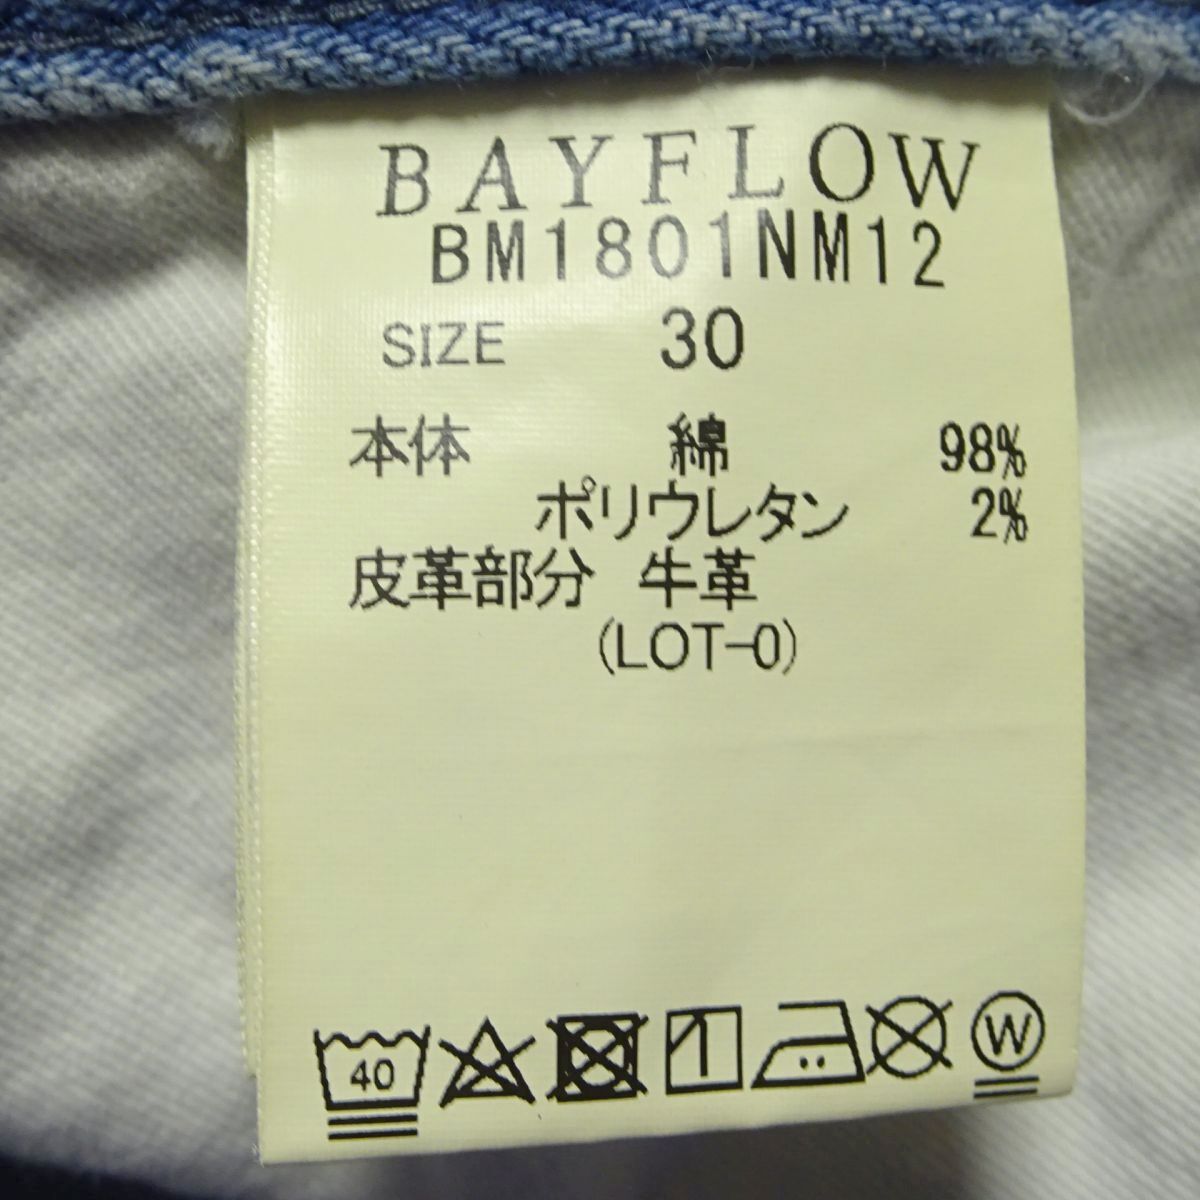 BAYFLOW
BM1801NM12
SIZE 30
本体 綿 98%
ポリウレタン 2%
皮革部分 牛革
(LOT-0)
40 W